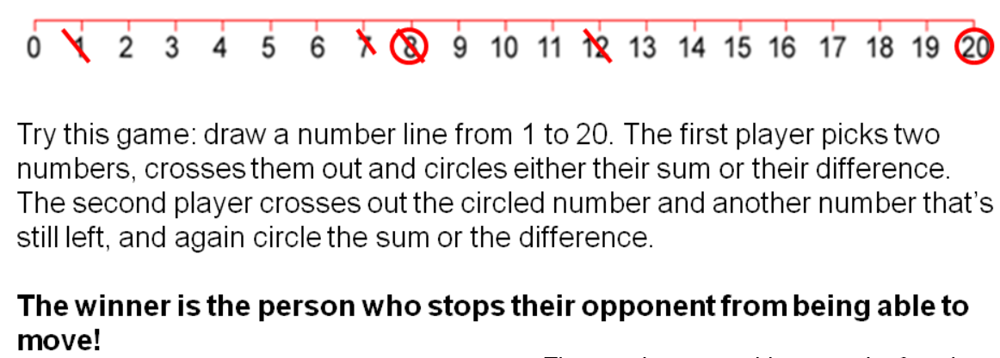 0 1 2 3 4 5 6 7 8 9 10 11 12 13 14 15 16 17 18 19 20
Try this game: draw a number line from 1 to 20. The first player picks two
numbers, crosses them out and circles either their sum or their difference.
The second player crosses out the circled number and another number that's
still left, and again circle the sum or the difference.
The winner is the person who stops their opponent from being able to
move!